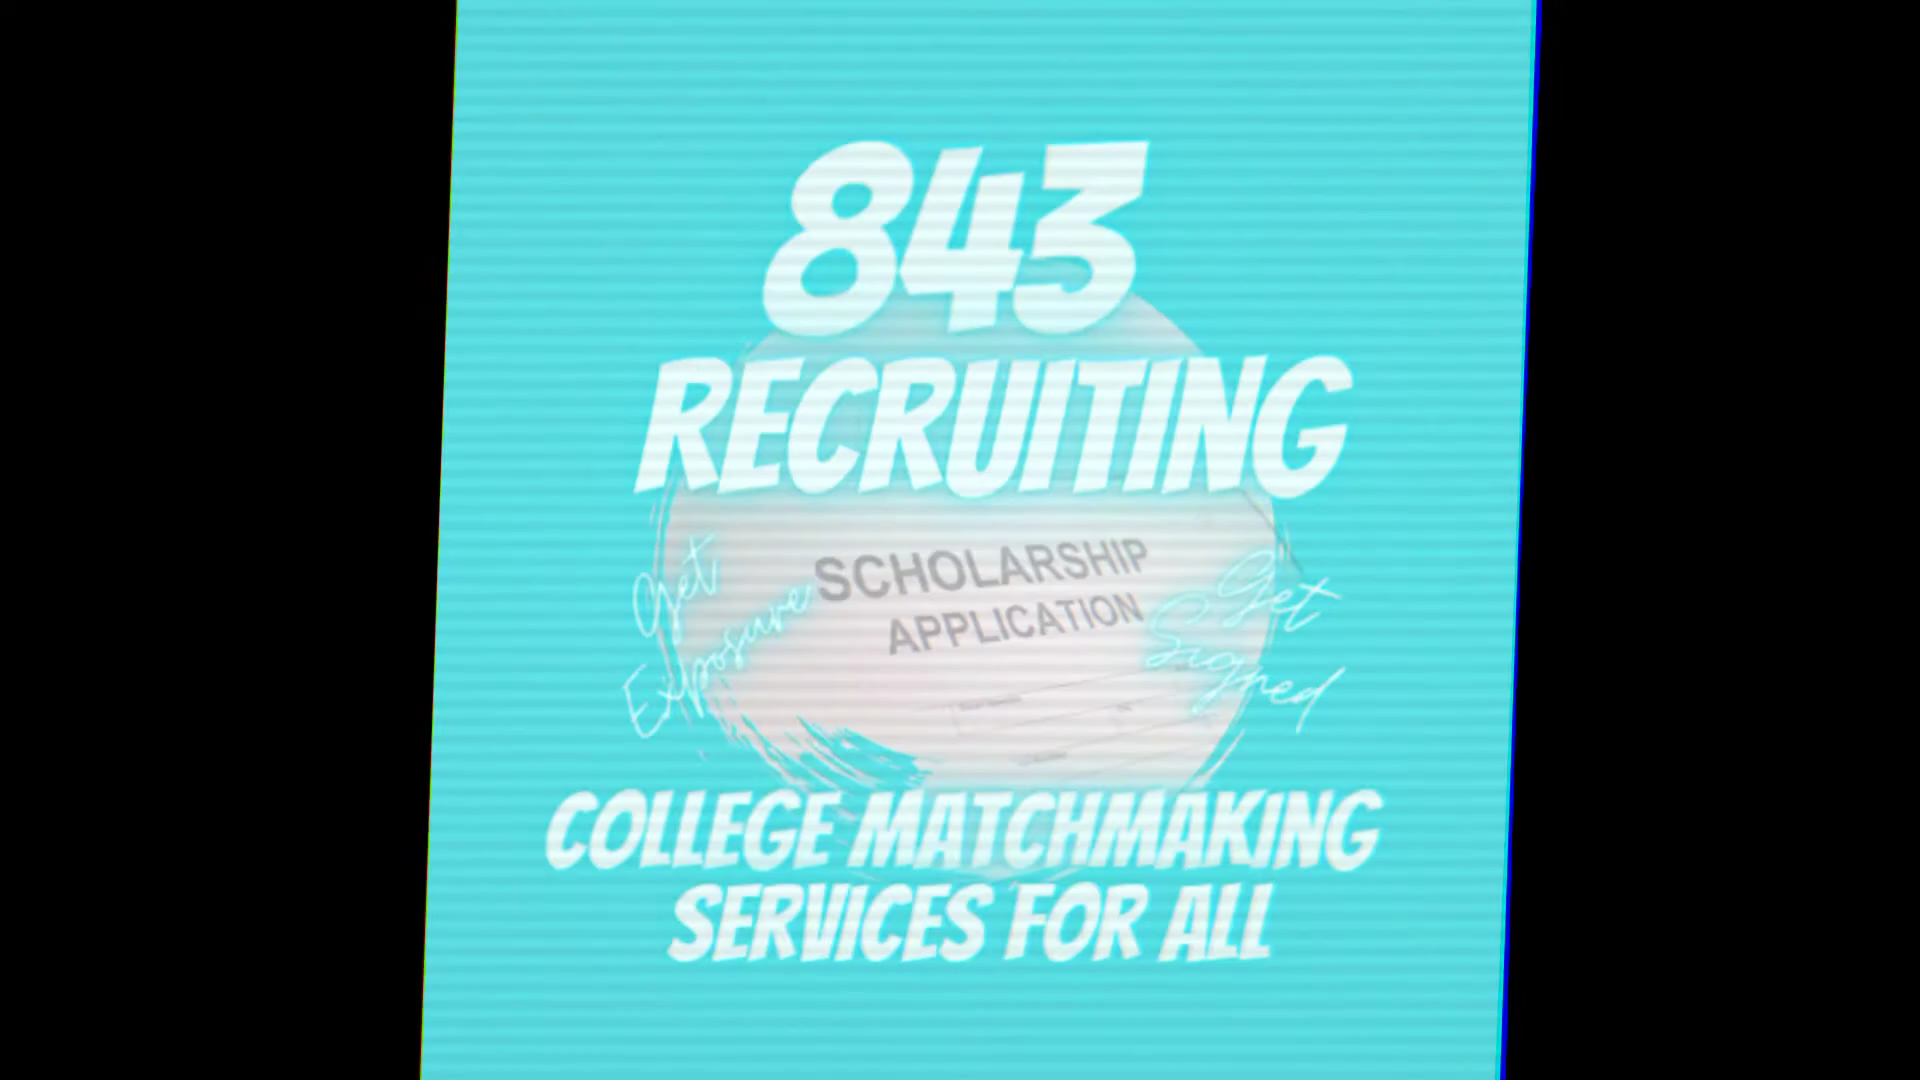 843
RECRUITING
SCHOLARSHIP
APPLICATION
Get
Exposure
Get
Signed
COLLEGE MATCHMAKING
SERVICES FOR ALL